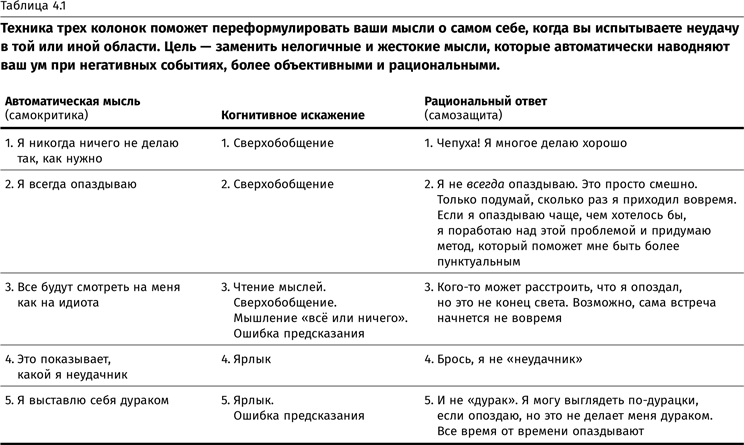 Таблица 4.1
Техника трех колонок поможет переформулировать ваши мысли о самом себе, когда вы испытываете неудачу
в той или иной области. Цель — заменить нелогичные и жестокие мысли, которые автоматически наводняют
ваш ум при негативных событиях, более объективными и рациональными.
Автоматическая мысль
(самокритика)
Когнитивное искажение
Рациональный ответ
(самозащита)
1. Я никогда ничего не делаю
так, как нужно
1. Сверхобобщение
1. Чепуха! Я многое делаю хорошо
2. Я всегда опаздываю
2. Сверхобобщение
2. Я не всегда опаздываю. Это просто смешно.
Только подумай, сколько раз я приходил вовремя.
Если я опаздываю чаще, чем хотелось бы,
я поработаю над этой проблемой и придумаю
метод, который поможет мне быть более
пунктуальным
3. Все будут смотреть на меня
как на идиота
3. Чтение мыслей.
Сверхобобщение.
Мышление «всё или ничего».
Ошибка предсказания
3. Кого-то может расстроить, что я опоздал,
но это не конец света. Возможно, сама встреча
начнется не вовремя
4. Это показывает,
какой я неудачник
4. Ярлык
4. Брось, я не «неудачник»
5. Я выставлю себя дураком
5. Ярлык.
Ошибка предсказания
5. И не «дурак». Я могу выглядеть по-дурацки,
если опоздаю, но это не делает меня дураком.
Все время от времени опаздывают